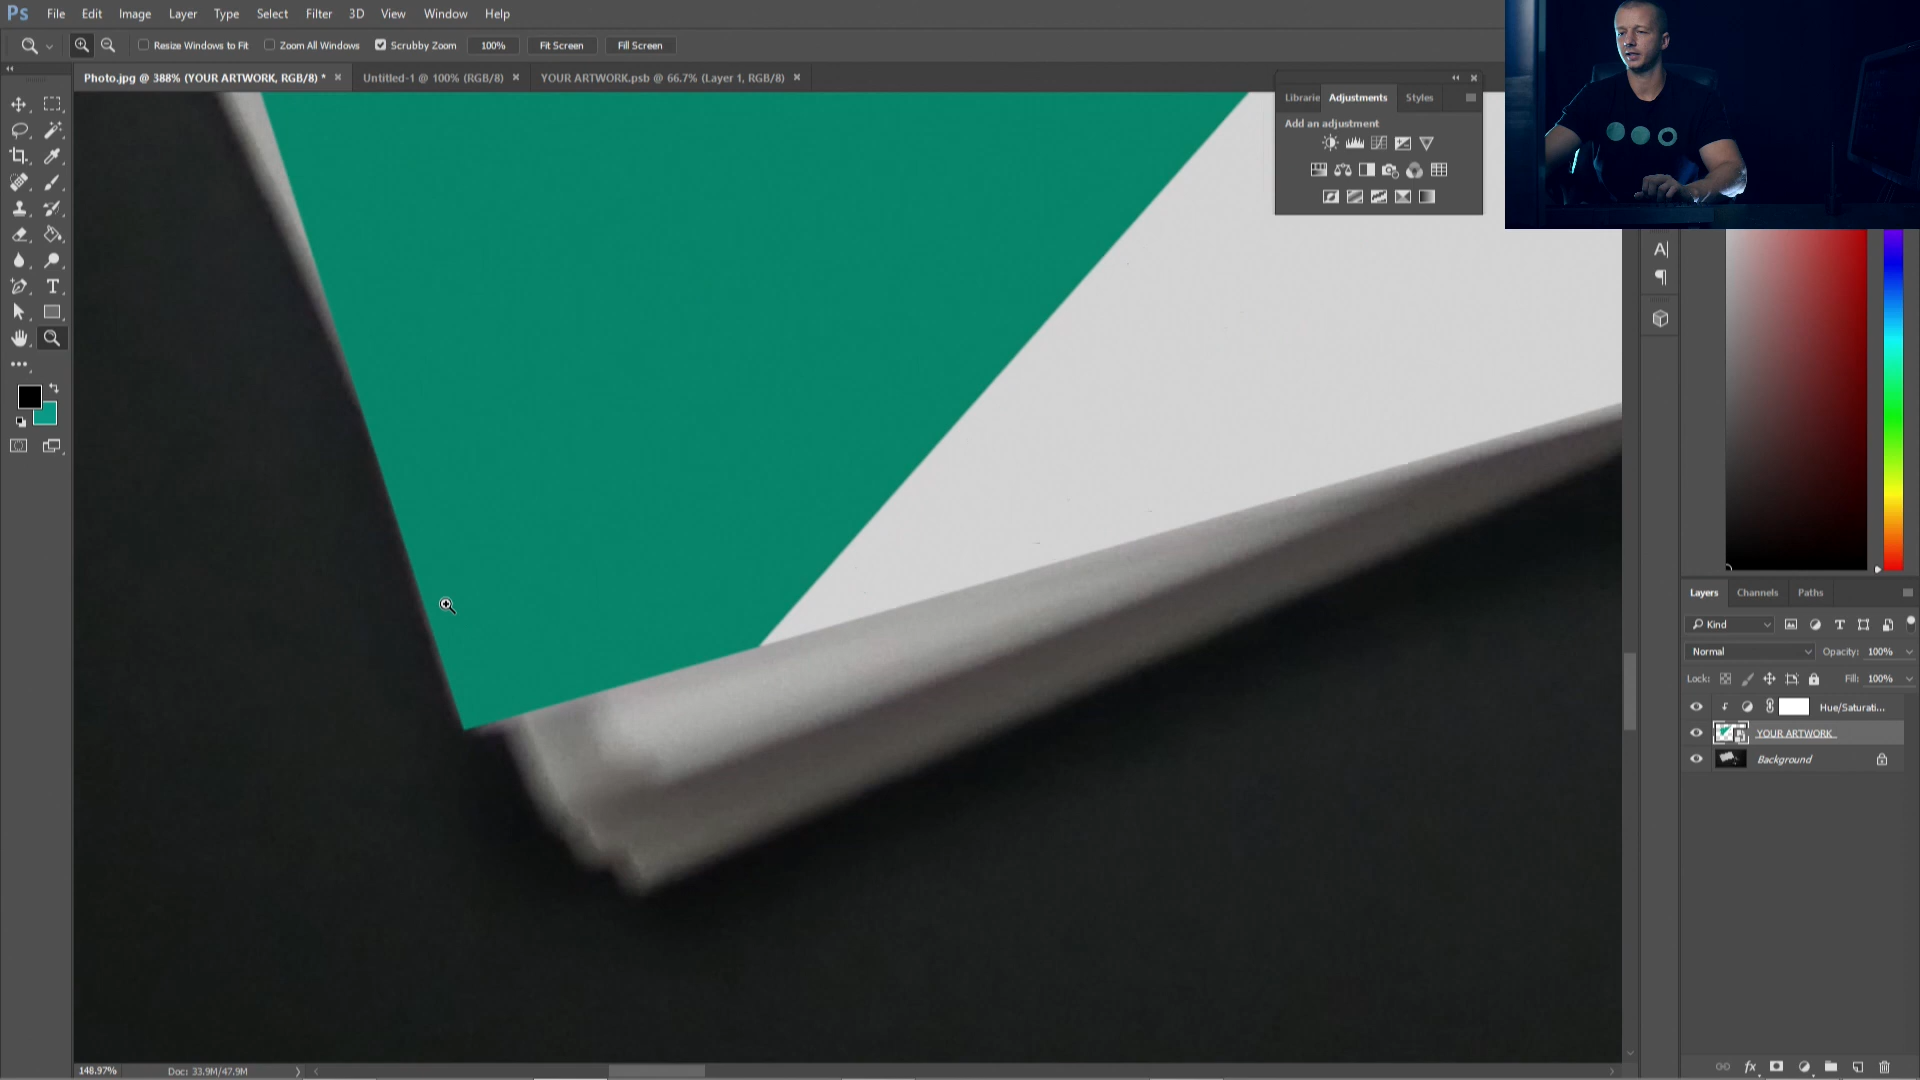 Ps File Edit Image Layer Type Select Filter 3D View Window Help
Resize Windows to Fit Zoom All Windows Scrubby Zoom 100% Fit Screen Fill Screen
Photo.jpg @ 388% (YOUR ARTWORK, RGB/8) * × Untitled-1 @ 100% (RGB/8) × YOUR ARTWORK.psb @ 66.7% (Layer 1, RGB/8) ×
Librarie Adjustments Styles
Add an adjustment
Layers Channels Paths
Kind
Normal Opacity: 100%
Lock: Fill: 100%
Hue/Saturati...
YOUR ARTWORK
Background
148.97% Doc: 33.9M/47.9M